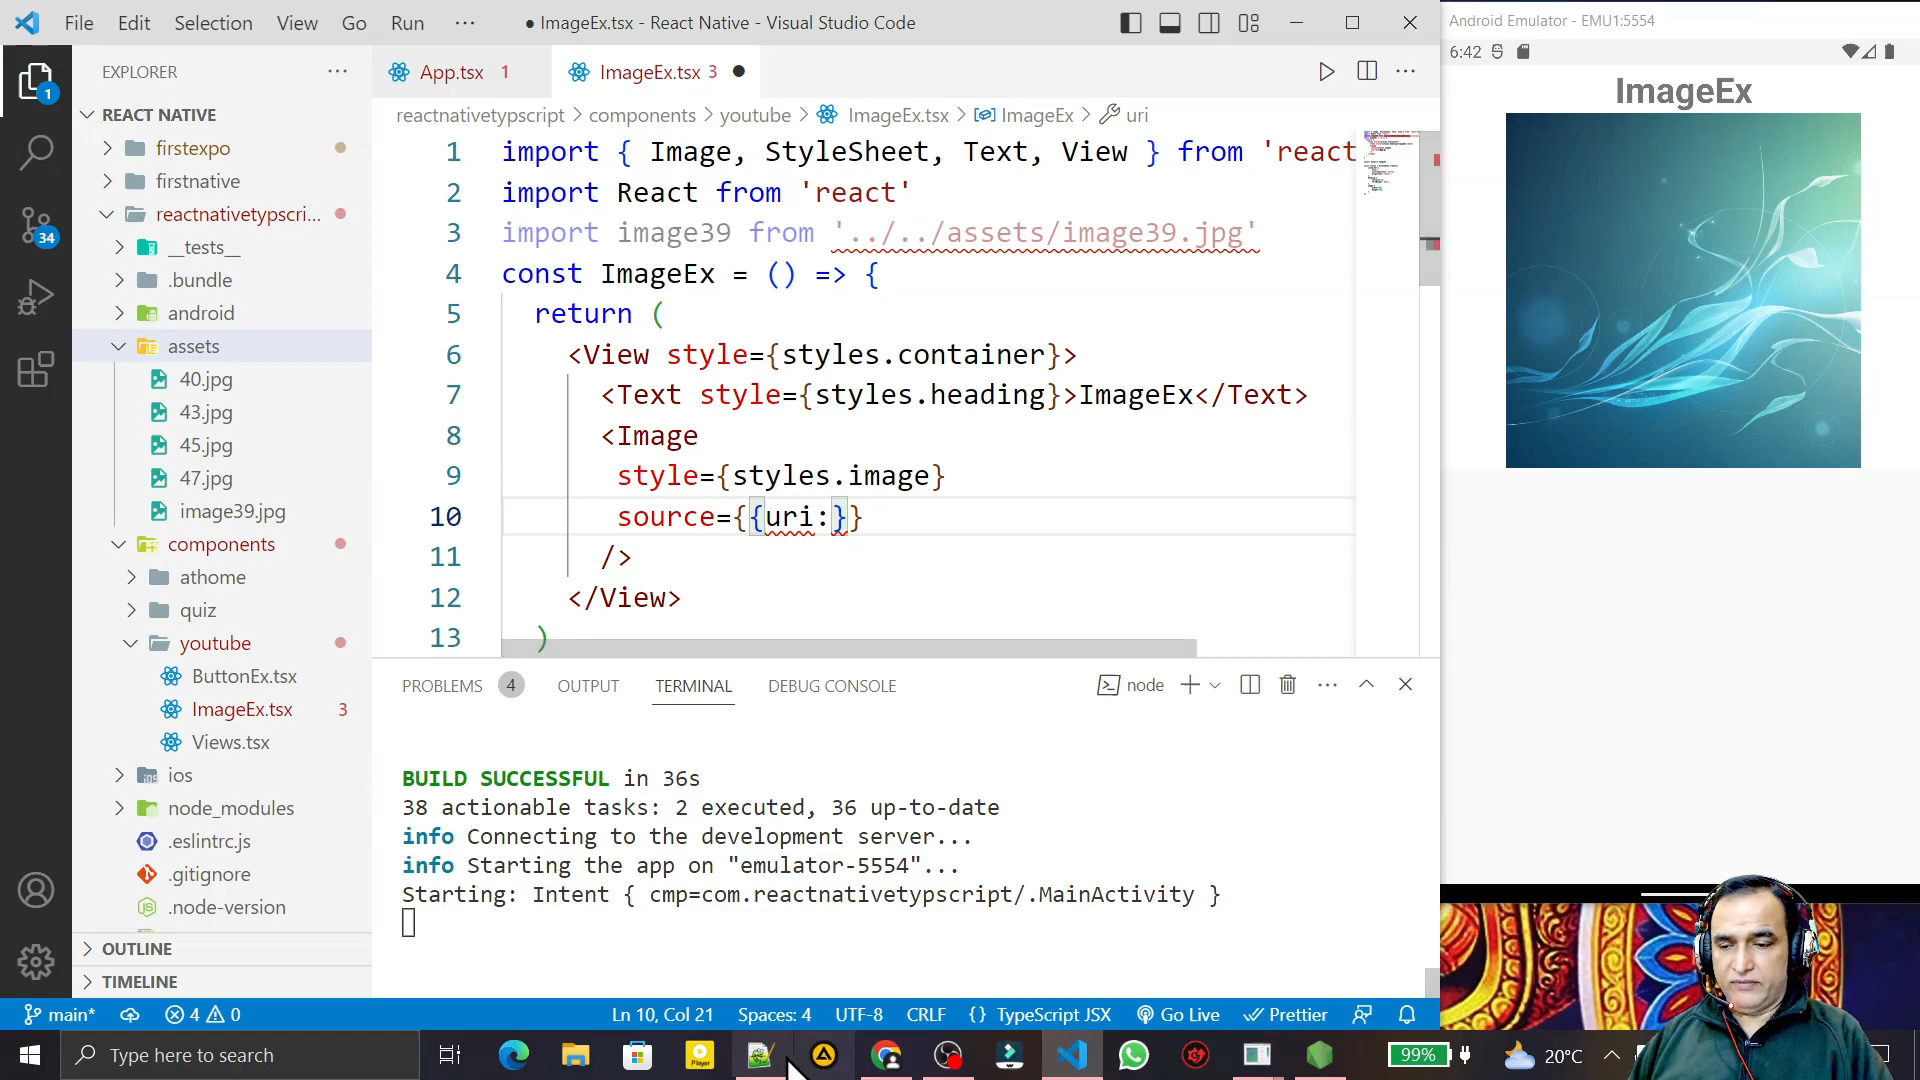 File Edit Selection View Go Run ··· ● ImageEx.tsx - React Native - Visual Studio Code
Android Emulator - EMU1:5554
6:42
ImageEx
EXPLORER
App.tsx 1
ImageEx.tsx 3
reactnativetypescript > components > youtube > ImageEx.tsx > ImageEx > uri
1
REACT NATIVE
firstexpo
firstnative
reactnativetypscri...
__tests__
.bundle
android
assets
40.jpg
43.jpg
45.jpg
47.jpg
image39.jpg
components
athome
quiz
youtube
ButtonEx.tsx
ImageEx.tsx 3
Views.tsx
ios
node_modules
.eslintrc.js
.gitignore
.node-version
OUTLINE
TIMELINE
34
1 import { Image, StyleSheet, Text, View } from 'react
2 import React from 'react'
3 import image39 from '../../assets/image39.jpg'
4 const ImageEx = () => {
5 return (
6 <View style={styles.container}>
7 <Text style={styles.heading}>ImageEx</Text>
8 <Image
9 style={styles.image}
10 source={{uri:}}
11 />
12 </View>
13 )
PROBLEMS 4 OUTPUT TERMINAL DEBUG CONSOLE
node
BUILD SUCCESSFUL in 36s
38 actionable tasks: 2 executed, 36 up-to-date
info Connecting to the development server...
info Starting the app on "emulator-5554"...
Starting: Intent { cmp=com.reactnativetypscript/.MainActivity }
main* 4 0 Ln 10, Col 21 Spaces: 4 UTF-8 CRLF {} TypeScript JSX Go Live Prettier
Type here to search
Player
99%
20°C